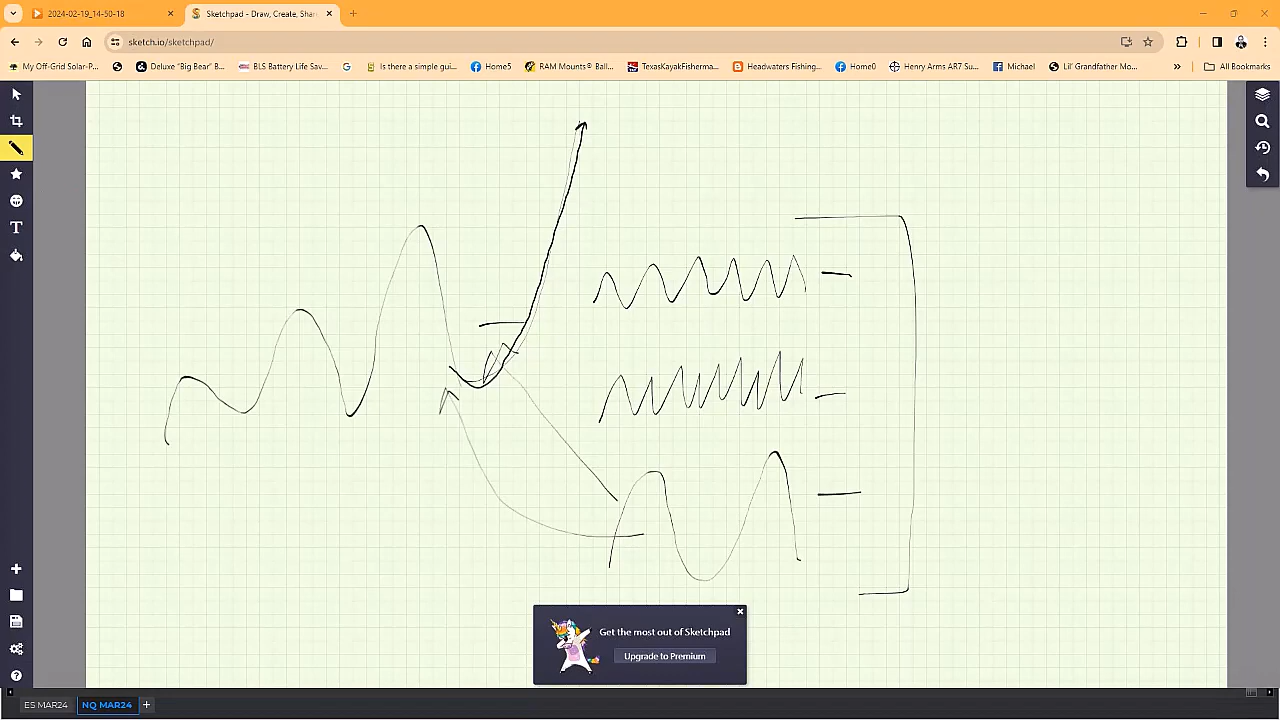 2024-02-19_14-50-18
Sketchpad - Draw, Create, Shar
sketch.io/sketchpad/
My Off-Grid Solar-P...
Deluxe "Big Bear" B...
BLS Battery Life Sav...
Is there a simple gui...
Home5
RAM Mounts® Ball...
TexasKayakFisherma...
Headwaters Fishing...
Home0
Henry Arms AR7 Su...
Michael
Lil' Grandfather Mo...
»
All Bookmarks
T
Get the most out of Sketchpad
Upgrade to Premium
ES MAR24
NQ MAR24